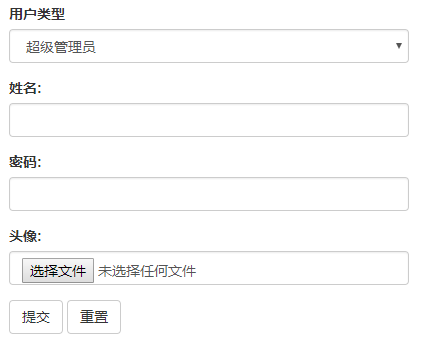 用户类型
超级管理员
姓名:
密码:
头像:
选择文件 未选择任何文件
提交 重置